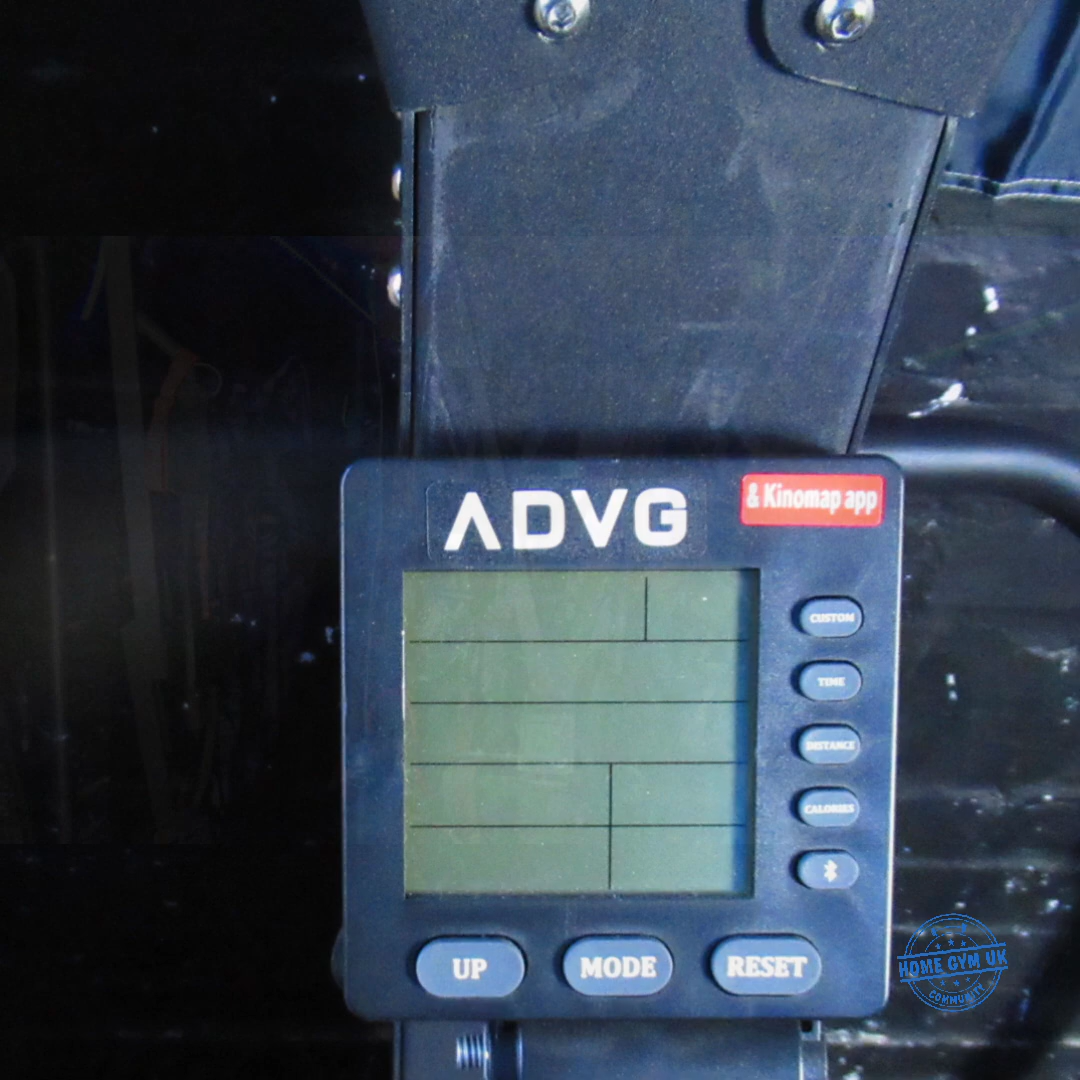 ADVG
& Kinomap app
CUSTOM
TIME
DISTANCE
CALORIES
UP
MODE
RESET
HOME GYM UK
COMMUNITY